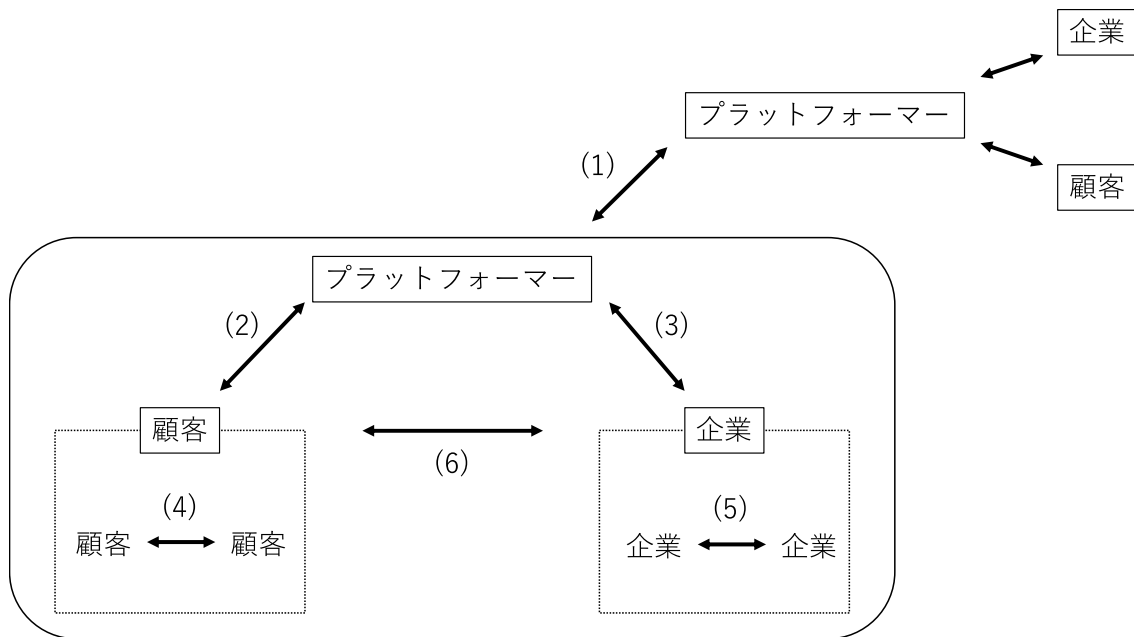 企業
プラットフォーマー
(1)
顧客
プラットフォーマー
(2)
(3)
顧客
企業
(6)
(4)
(5)
顧客
顧客
企業
企業